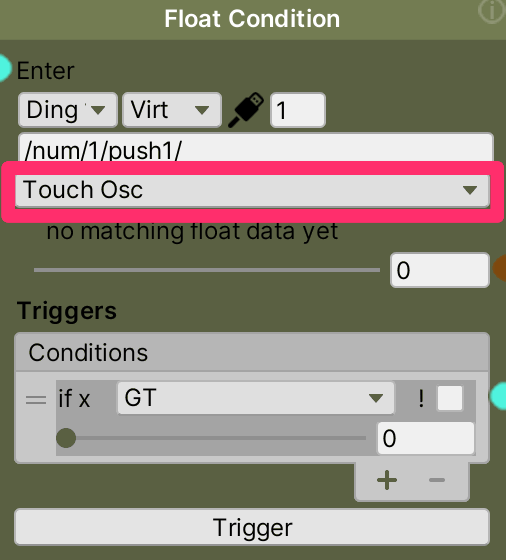 Float Condition
Enter
Ding Virt 1
/num/1/push1/
Touch Osc
no matching float data yet
0
Triggers
Conditions
if x GT !
0
+ −
Trigger